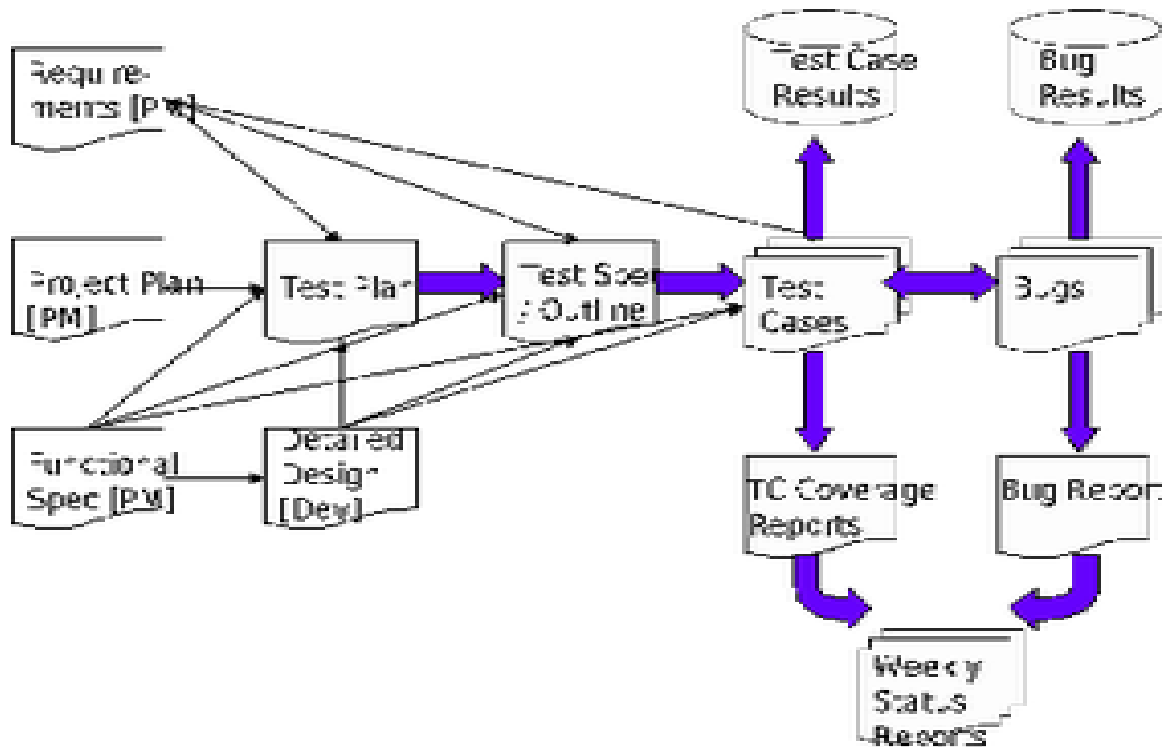 Require-
ments [PM]
Test Case
Results
Bug
Results
Project Plan
[PM]
Test Plan
Test Spec
/ Outline
Test
Cases
Bugs
Functional
Spec [PM]
Detailed
Design
[Dev]
TC Coverage
Reports
Bug Report
Weekly
Status
Reports